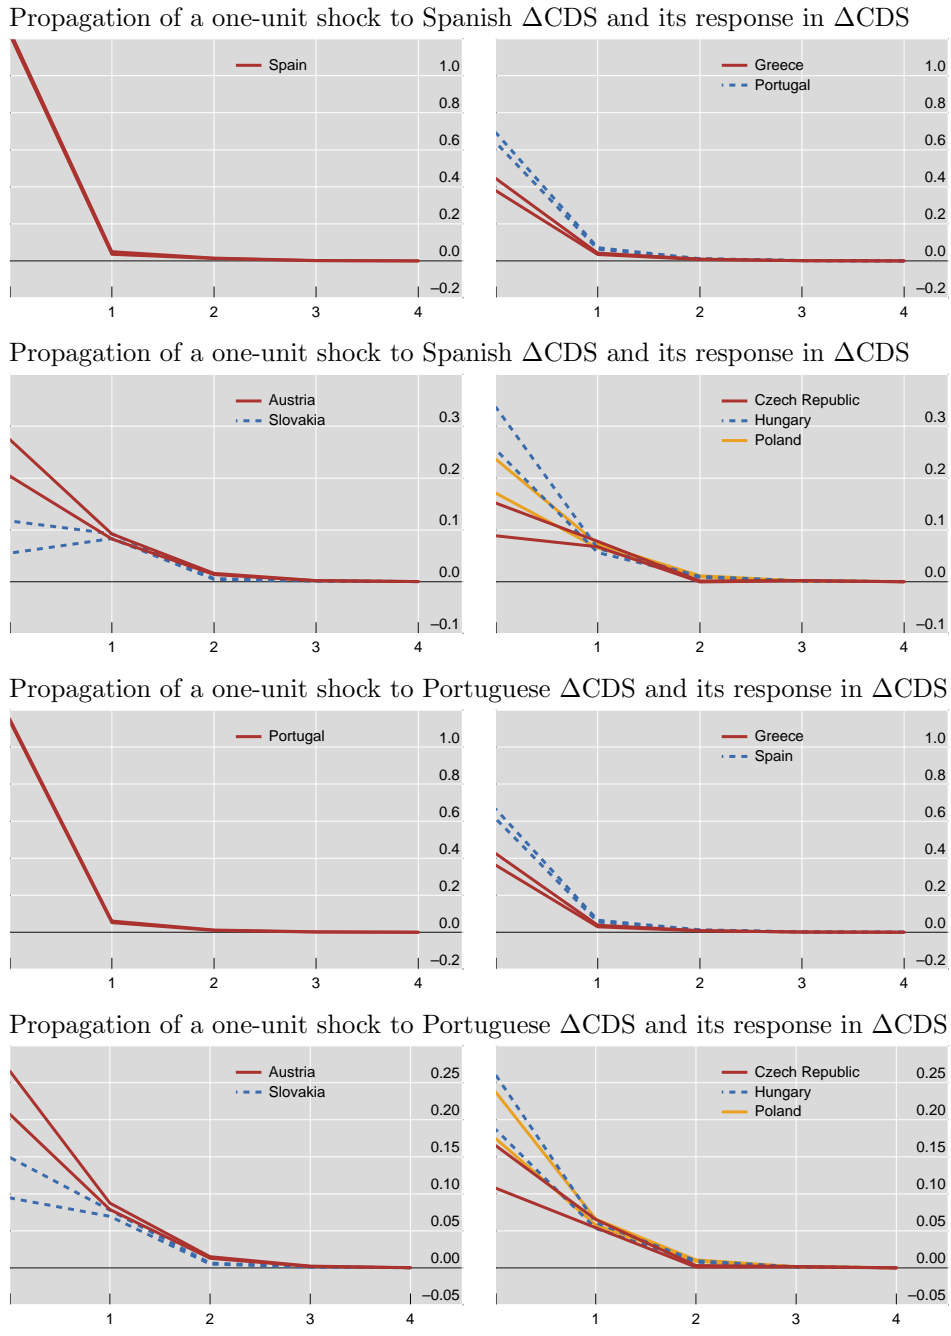 Propagation of a one-unit shock to Spanish ΔCDS and its response in ΔCDS
Spain
1.0
0.8
0.6
0.4
0.2
0.0
–0.2
1 2 3 4
Greece
Portugal
1.0
0.8
0.6
0.4
0.2
0.0
–0.2
1 2 3 4
Propagation of a one-unit shock to Spanish ΔCDS and its response in ΔCDS
Austria
Slovakia
0.3
0.2
0.1
0.0
–0.1
1 2 3 4
Czech Republic
Hungary
Poland
0.3
0.2
0.1
0.0
–0.1
1 2 3 4
Propagation of a one-unit shock to Portuguese ΔCDS and its response in ΔCDS
Portugal
1.0
0.8
0.6
0.4
0.2
0.0
–0.2
1 2 3 4
Greece
Spain
1.0
0.8
0.6
0.4
0.2
0.0
–0.2
1 2 3 4
Propagation of a one-unit shock to Portuguese ΔCDS and its response in ΔCDS
Austria
Slovakia
0.25
0.20
0.15
0.10
0.05
0.00
–0.05
1 2 3 4
Czech Republic
Hungary
Poland
0.25
0.20
0.15
0.10
0.05
0.00
–0.05
1 2 3 4